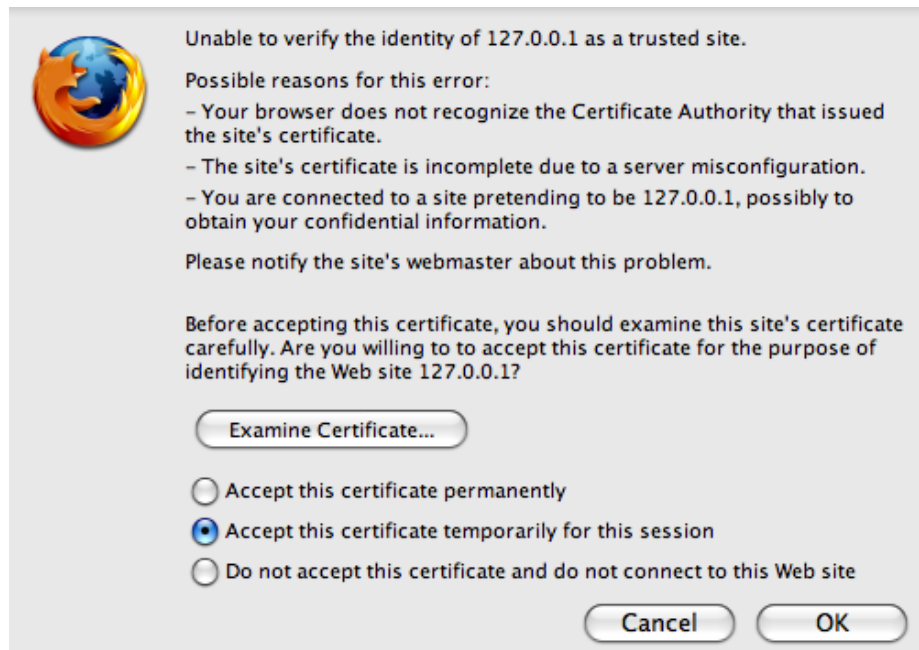 Unable to verify the identity of 127.0.0.1 as a trusted site.
Possible reasons for this error:
– Your browser does not recognize the Certificate Authority that issued
the site's certificate.
– The site's certificate is incomplete due to a server misconfiguration.
– You are connected to a site pretending to be 127.0.0.1, possibly to
obtain your confidential information.
Please notify the site's webmaster about this problem.
Before accepting this certificate, you should examine this site's certificate
carefully. Are you willing to to accept this certificate for the purpose of
identifying the Web site 127.0.0.1?
Examine Certificate...
Accept this certificate permanently
Accept this certificate temporarily for this session
Do not accept this certificate and do not connect to this Web site
Cancel OK